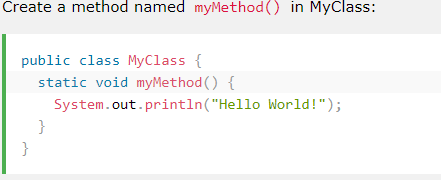 Create a method named myMethod() in MyClass:
public class MyClass {
  static void myMethod() {
    System.out.println("Hello World!");
  }
}